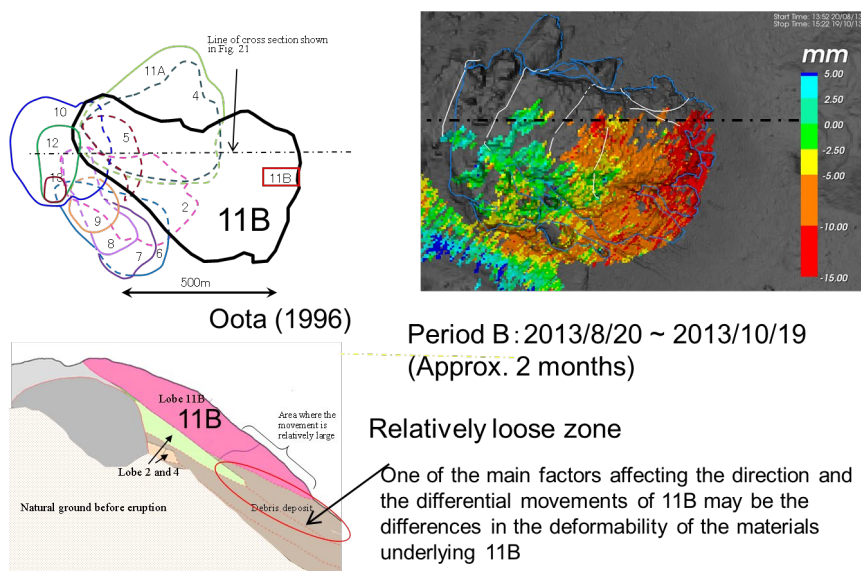 Line of cross section shown
in Fig. 21
11A
4
10
5
12
13
11B
2
9
11B
8
6
7
500m
Oota (1996)
Start Time: 13:52 20/08/13
Stop Time: 15:22 19/10/13
mm
5.00
2.50
0.00
-5.00
-10.00
-15.00
Period B：2013/8/20 ~ 2013/10/19
(Approx. 2 months)
Lobe 11B
11B
Area where the
movement is
relatively large
Lobe 2 and 4
Natural ground before eruption
Debris deposit
Relatively loose zone
One of the main factors affecting the direction and
the differential movements of 11B may be the
differences in the deformability of the materials
underlying 11B